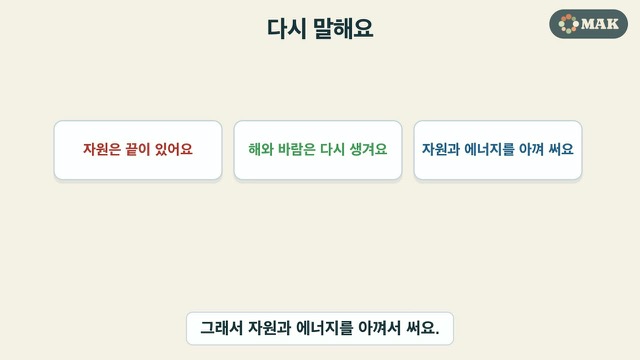 다시 말해요
MAK
자원은 끝이 있어요
해와 바람은 다시 생겨요
자원과 에너지를 아껴 써요
그래서 자원과 에너지를 아껴서 써요.